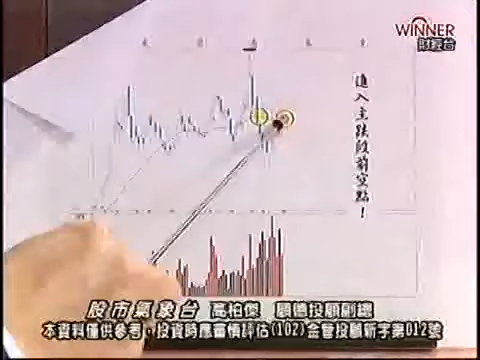 WINNER
財經台
進入主跌段前空點！
股市氣象台 高柏傑 顧德投顧副總
本資料僅供參考，投資時應審慎評估(102)金管投顧新字第012號